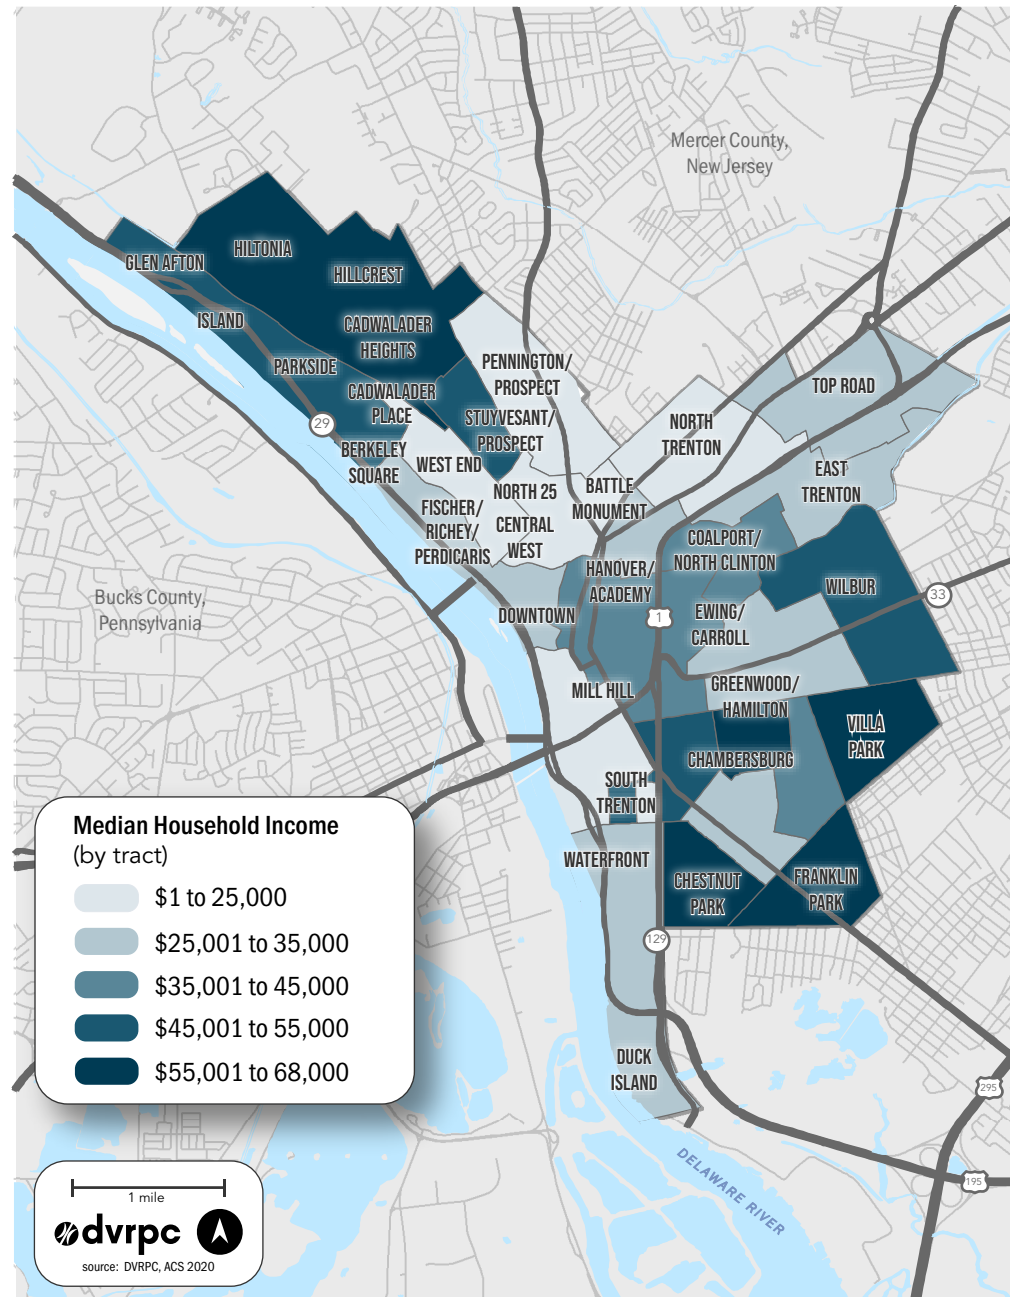 Mercer County,
New Jersey
HILTONIA
GLEN AFTON
HILLCREST
ISLAND
CADWALADER
HEIGHTS
PARKSIDE
CADWALADER
PLACE
PENNINGTON/
PROSPECT
TOP ROAD
STUYVESANT/
PROSPECT
NORTH
TRENTON
29
BERKELEY
SQUARE
WEST END
EAST
TRENTON
NORTH 25
BATTLE
MONUMENT
FISCHER/
RICHEY/
PERDICARIS
CENTRAL
WEST
COALPORT/
NORTH CLINTON
HANOVER/
ACADEMY
WILBUR
33
Bucks County,
Pennsylvania
DOWNTOWN
1
EWING/
CARROLL
MILL HILL
GREENWOOD/
HAMILTON
VILLA
PARK
CHAMBERSBURG
SOUTH
TRENTON
WATERFRONT
CHESTNUT
PARK
FRANKLIN
PARK
129
DUCK
ISLAND
295
195
DELAWARE RIVER
Median Household Income
(by tract)
$1 to 25,000
$25,001 to 35,000
$35,001 to 45,000
$45,001 to 55,000
$55,001 to 68,000
1 mile
dvrpc
source: DVRPC, ACS 2020